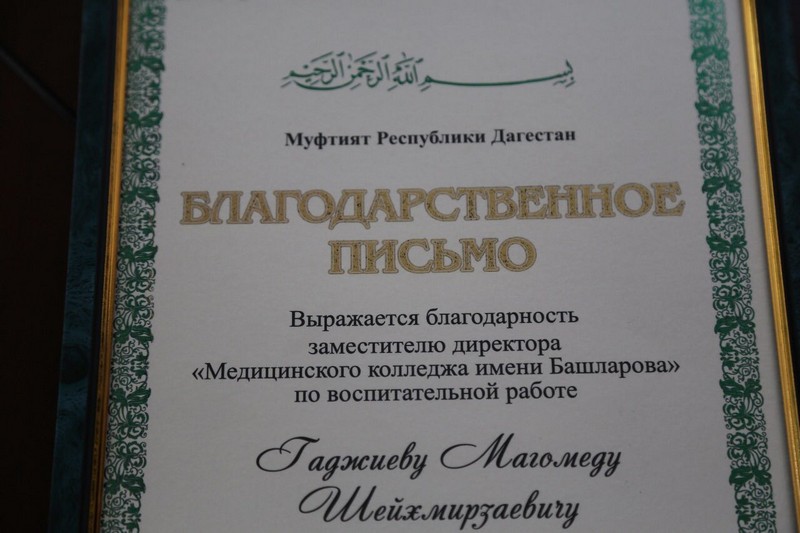 بسم الله الرحمن الرحيم
Муфтият Республики Дагестан
БЛАГОДАРСТВЕННОЕ
ПИСЬМО
Выражается благодарность
заместителю директора
«Медицинского колледжа имени Башларова»
по воспитательной работе
Гаджиеву Магомеду
Шейхмирзаевичу